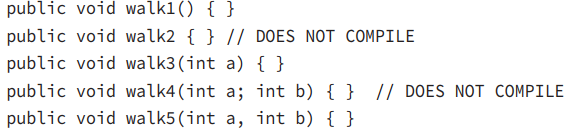 public void walk1() { }
public void walk2 { } // DOES NOT COMPILE
public void walk3(int a) { }
public void walk4(int a; int b) { }  // DOES NOT COMPILE
public void walk5(int a, int b) { }